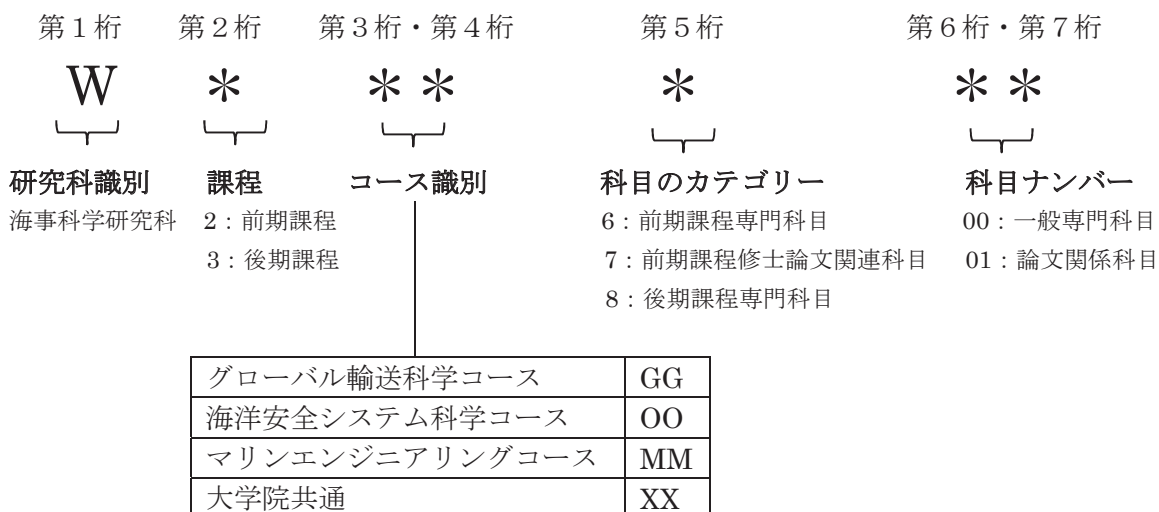 第1桁 第2桁 第3桁・第4桁 第5桁 第6桁・第7桁
W * ** * **
研究科識別 課程 コース識別 科目のカテゴリー 科目ナンバー
海事科学研究科 2：前期課程 6：前期課程専門科目 00：一般専門科目
3：後期課程 7：前期課程修士論文関連科目 01：論文関係科目
8：後期課程専門科目
グローバル輸送科学コース GG
海洋安全システム科学コース OO
マリンエンジニアリングコース MM
大学院共通 XX